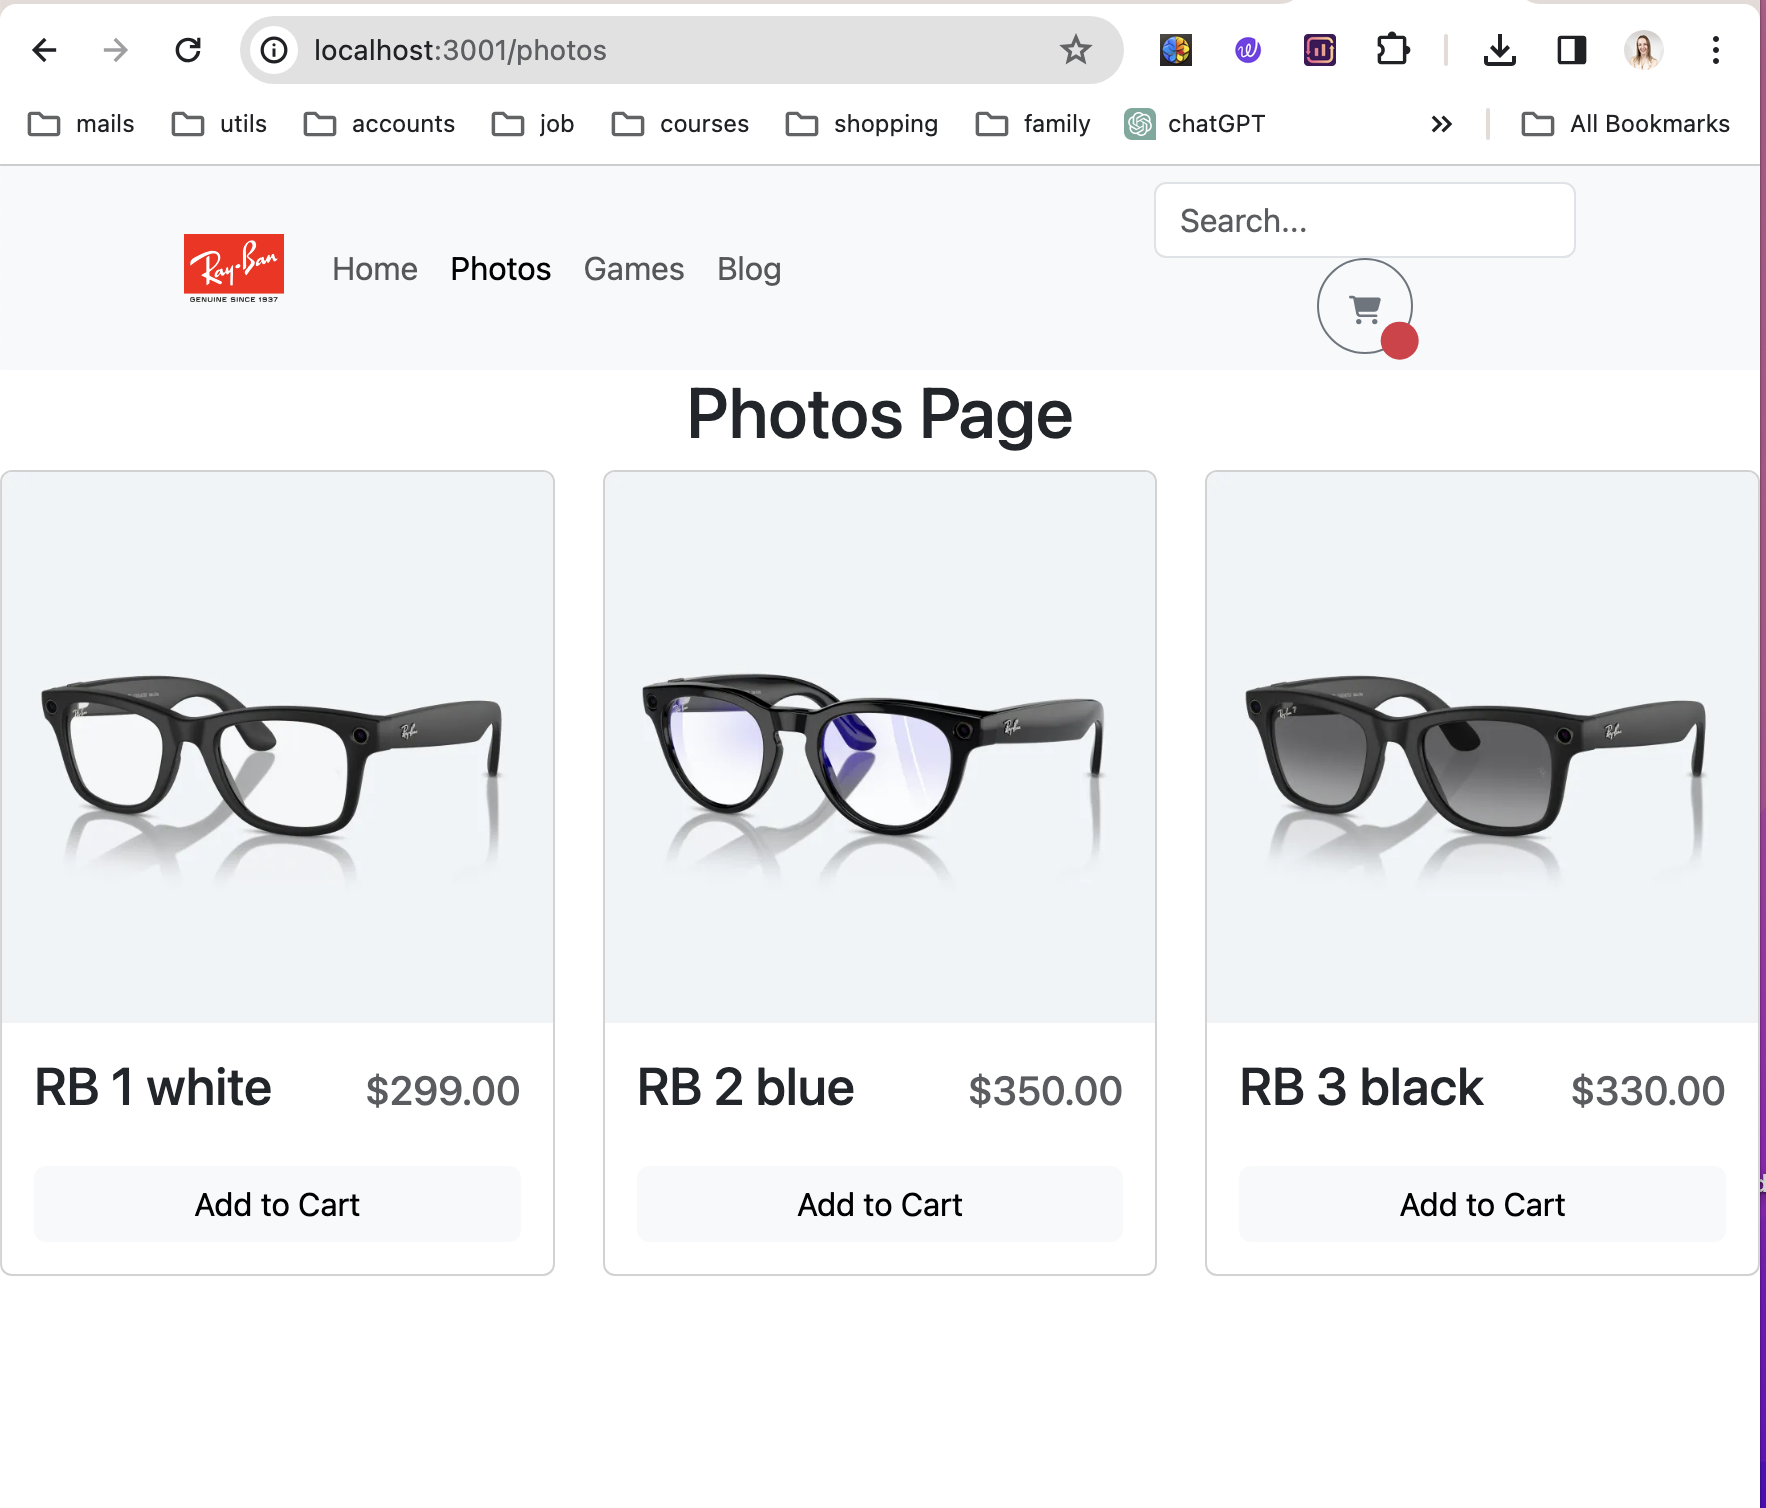 localhost:3001/photos
mails utils accounts job courses shopping family chatGPT » All Bookmarks
Search...
Ray-Ban
GENUINE SINCE 1937
Home Photos Games Blog
Photos Page
RB 1 white $299.00
RB 2 blue $350.00
RB 3 black $330.00
Add to Cart
Add to Cart
Add to Cart